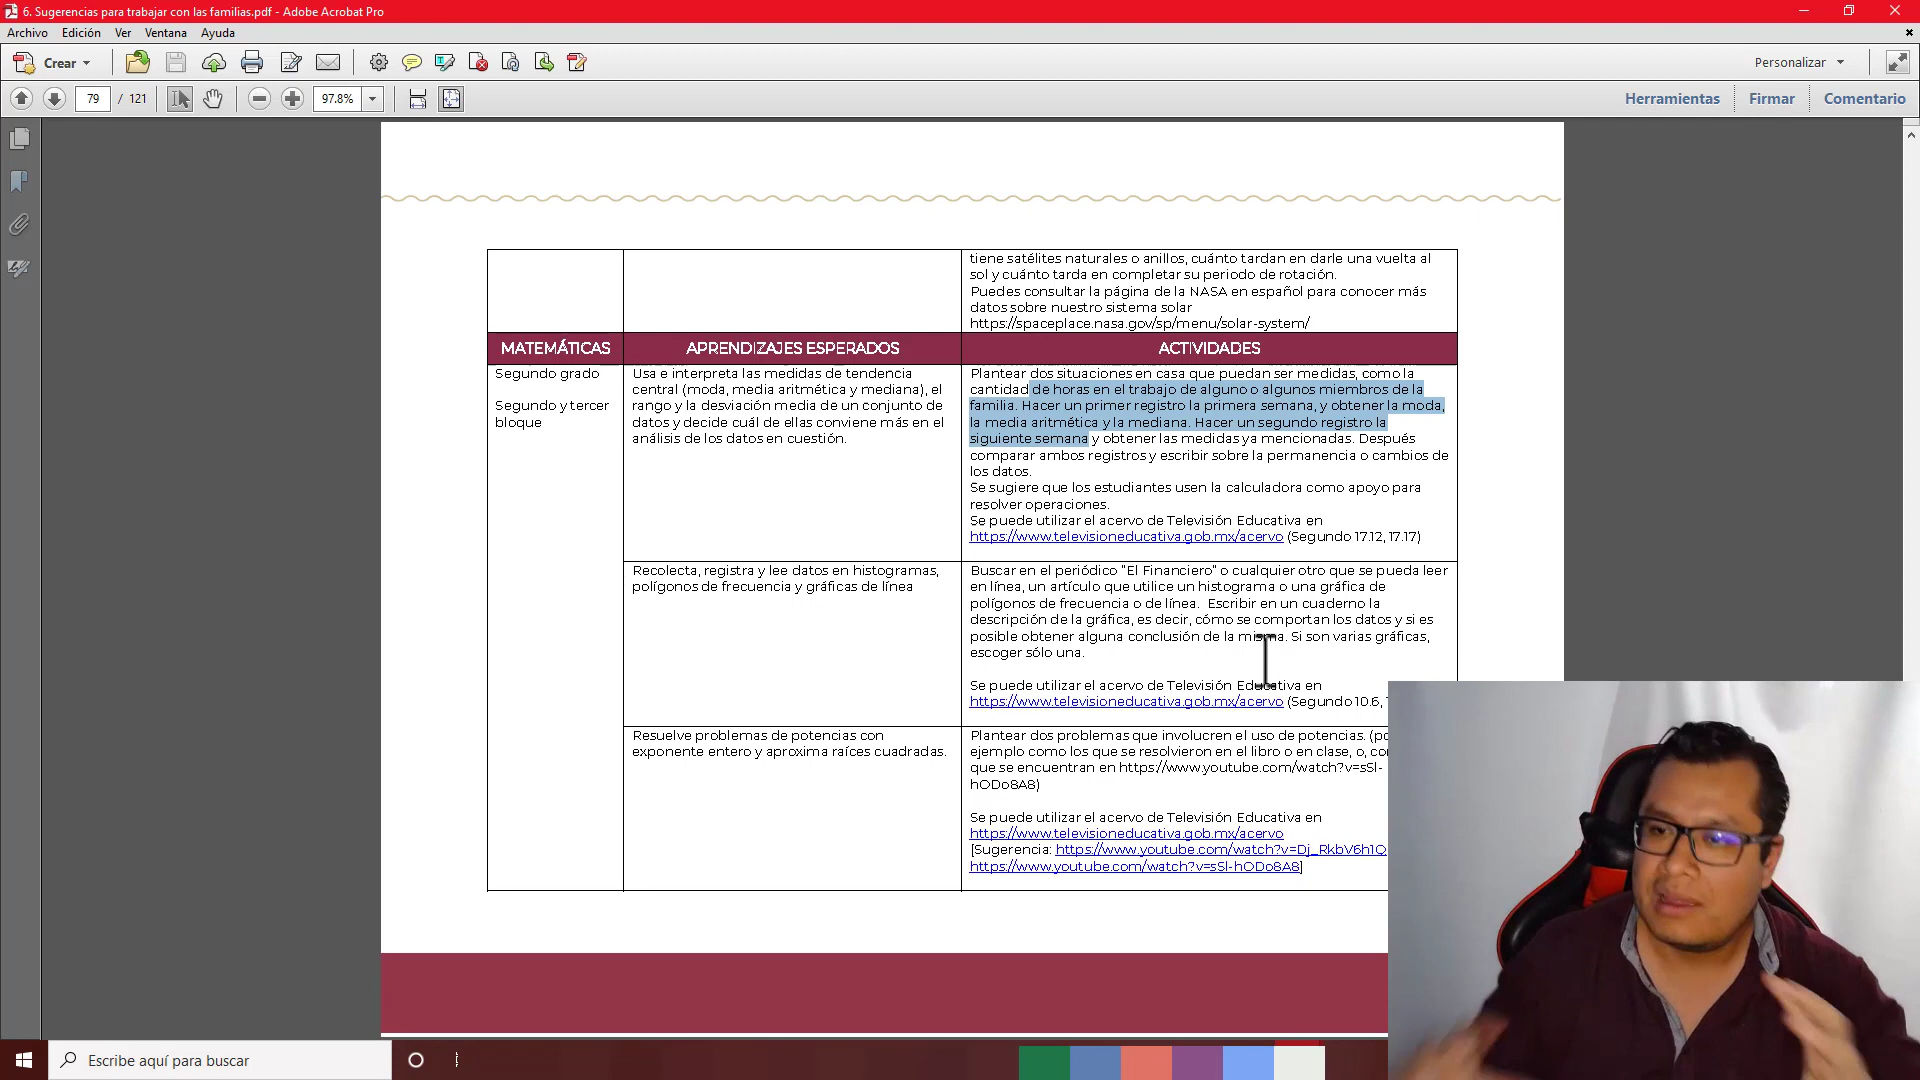 6. Sugerencias para trabajar con las familias.pdf - Adobe Acrobat Pro
Archivo Edición Ver Ventana Ayuda
Crear
Personalizar
79 / 121
97.8%
Herramientas Firmar Comentario
tiene satélites naturales o anillos, cuánto tardan en darle una vuelta al
sol y cuánto tarda en completar su periodo de rotación.
Puedes consultar la página de la NASA en español para conocer más
datos sobre nuestro sistema solar
https://spaceplace.nasa.gov/sp/menu/solar-system/
MATEMÁTICAS APRENDIZAJES ESPERADOS ACTIVIDADES
Segundo grado
Segundo y tercer
bloque
Usa e interpreta las medidas de tendencia
central (moda, media aritmética y mediana), el
rango y la desviación media de un conjunto de
datos y decide cuál de ellas conviene más en el
análisis de los datos en cuestión.
Plantear dos situaciones en casa que puedan ser medidas, como la
cantidad de horas en el trabajo de alguno o algunos miembros de la
familia. Hacer un primer registro la primera semana, y obtener la moda,
la media aritmética y la mediana. Hacer un segundo registro la
siguiente semana y obtener las medidas ya mencionadas. Después
comparar ambos registros y escribir sobre la permanencia o cambios de
los datos.
Se sugiere que los estudiantes usen la calculadora como apoyo para
resolver operaciones.
Se puede utilizar el acervo de Televisión Educativa en
https://www.televisioneducativa.gob.mx/acervo (Segundo 17.12, 17.17)
Recolecta, registra y lee datos en histogramas,
polígonos de frecuencia y gráficas de línea
Buscar en el periódico "El Financiero" o cualquier otro que se pueda leer
en línea, un artículo que utilice un histograma o una gráfica de
polígonos de frecuencia o de línea. Escribir en un cuaderno la
descripción de la gráfica, es decir, cómo se comportan los datos y si es
posible obtener alguna conclusión de la misma. Si son varias gráficas,
escoger sólo una.
Se puede utilizar el acervo de Televisión Educativa en
https://www.televisioneducativa.gob.mx/acervo (Segundo 10.6,
Resuelve problemas de potencias con
exponente entero y aproxima raíces cuadradas.
Plantear dos problemas que involucren el uso de potencias. (po
ejemplo como los que se resolvieron en el libro o en clase, o,
que se encuentran en https://www.youtube.com/watch?v=sSl-
hODo8A8)
Se puede utilizar el acervo de Televisión Educativa en
https://www.televisioneducativa.gob.mx/acervo
[Sugerencia: https://www.youtube.com/watch?v=Dj_RkbV6h1Q
https://www.youtube.com/watch?v=sSl-hODo8A8]
Escribe aquí para buscar